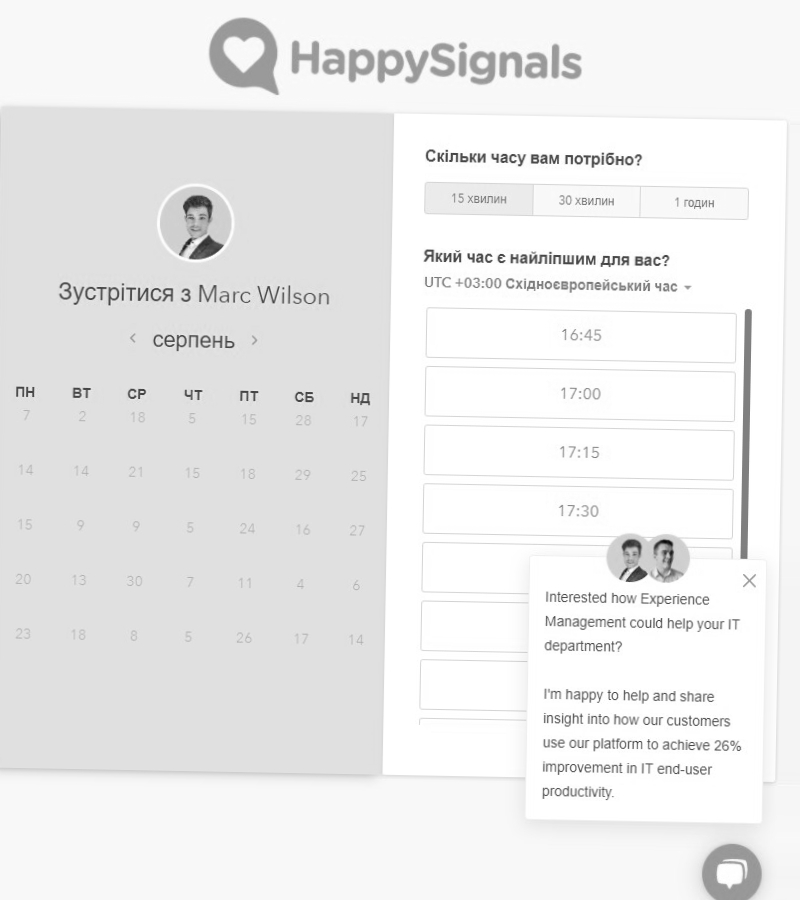 HappySignals
Зустрітися з Marc Wilson
серпень
ПН ВТ СР ЧТ ПТ СБ НД
7 2 18 5 15 28 17
14 14 21 15 18 29 25
15 9 9 5 24 16 27
20 13 30 7 11 4 6
23 18 8 5 26 17 14
Скільки часу вам потрібно?
15 хвилин 30 хвилин 1 годин
Який час є найліпшим для вас?
UTC +03:00 Східноєвропейський час
16:45
17:00
17:15
17:30
Interested how Experience
Management could help your IT
department?
I'm happy to help and share
insight into how our customers
use our platform to achieve 26%
improvement in IT end-user
productivity.